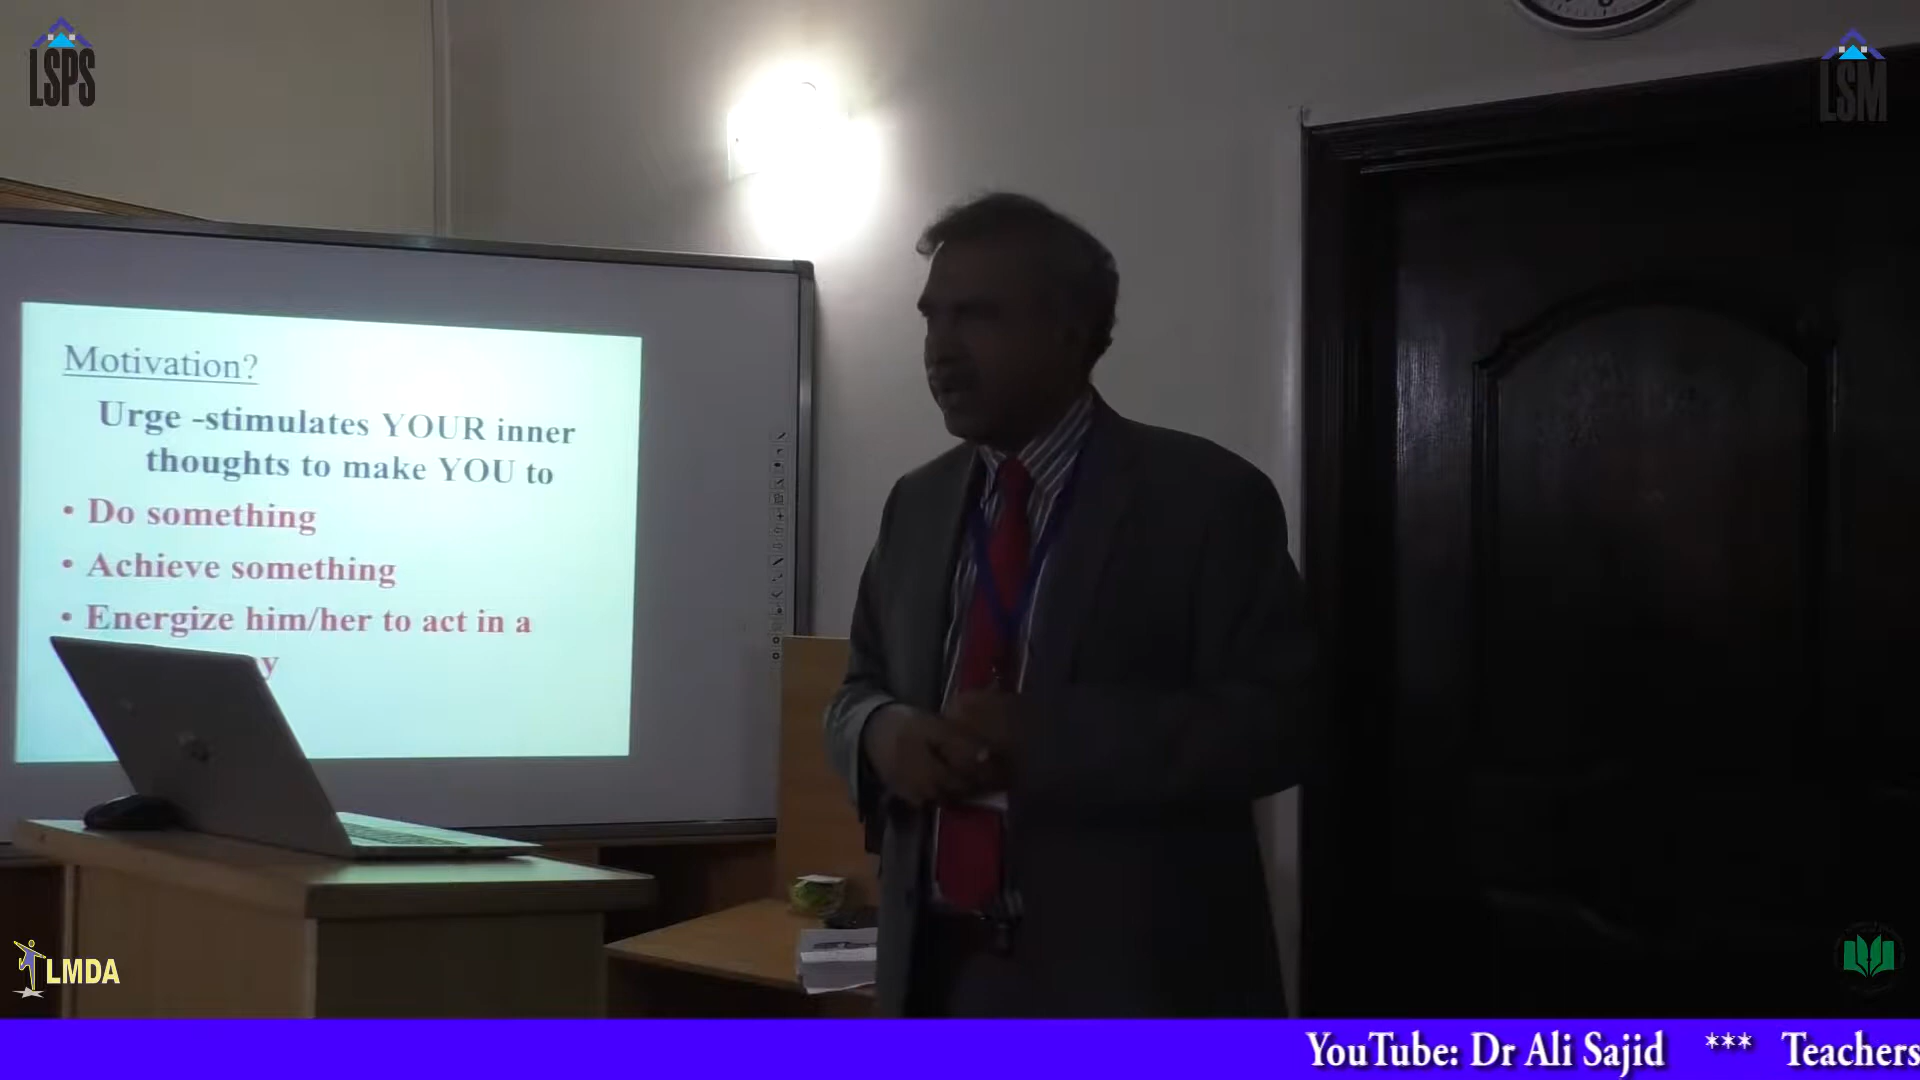 LSPS
LSM
Motivation?
Urge -stimulates YOUR inner
thoughts to make YOU to
• Do something
• Achieve something
• Energize him/her to act in a
LMDA
YouTube: Dr Ali Sajid *** Teachers